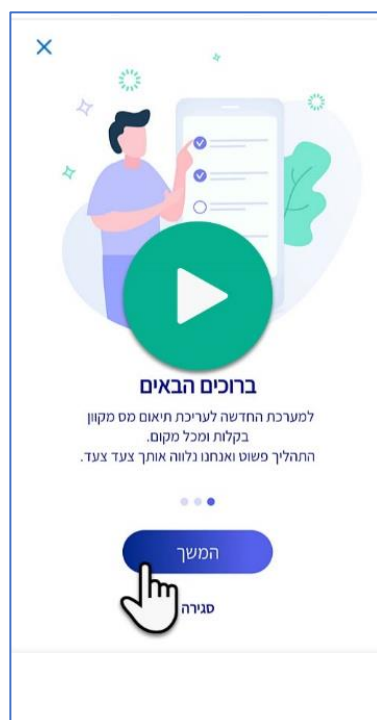 ברוכים הבאים
למערכת החדשה לעריכת תיאום מס מקוון
בקלות ומכל מקום.
התהליך פשוט ואנחנו נלווה אותך צעד צעד.
המשך
סגירה